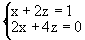 x + 2z = 1
2x + 4z = 0